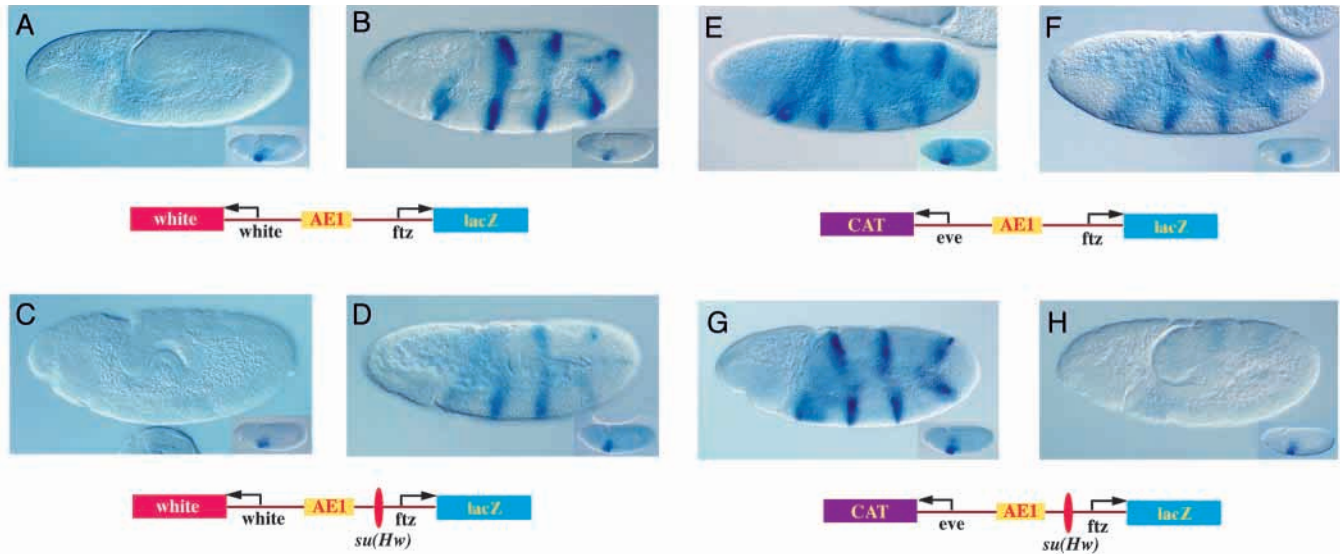 A B E F
white AE1 lacZ
white ftz
CAT AE1 lacZ
eve ftz
C D G H
white AE1 lacZ
white ftz
su(Hw)
CAT AE1 lacZ
eve ftz
su(Hw)